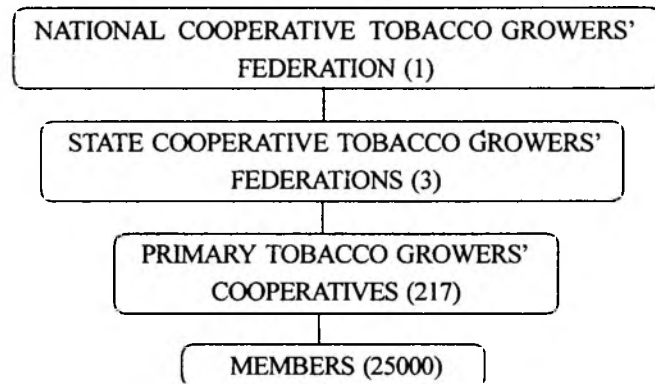 NATIONAL COOPERATIVE TOBACCO GROWERS'
FEDERATION (1)
STATE COOPERATIVE TOBACCO GROWERS'
FEDERATIONS (3)
PRIMARY TOBACCO GROWERS'
COOPERATIVES (217)
MEMBERS (25000)